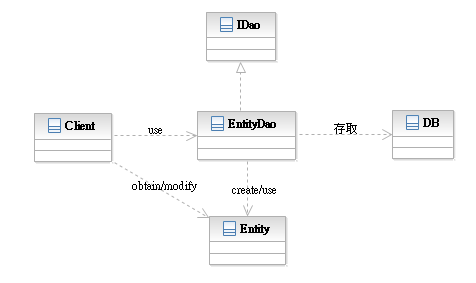 IDao
Client
use
EntityDao
存取
DB
obtain/modify
create/use
Entity